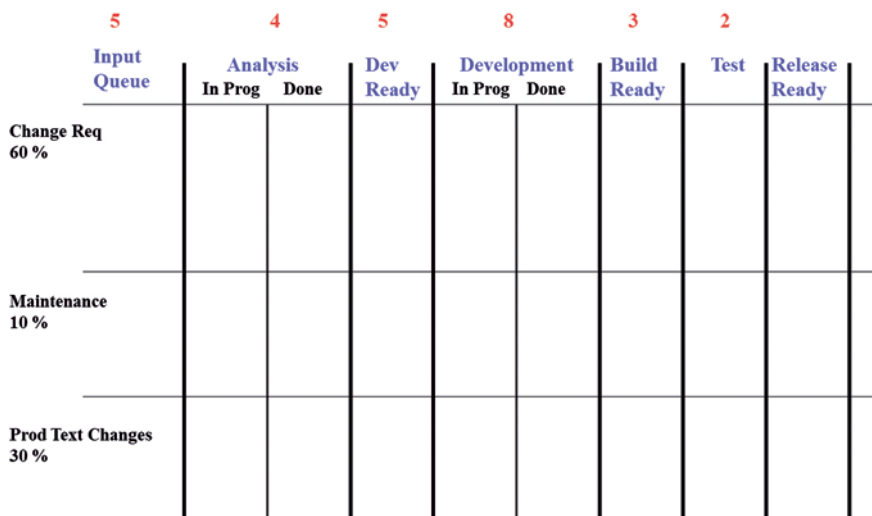 5 4 5 8 3 2
Input Queue Analysis Dev Ready Development Build Ready Test Release Ready
In Prog Done In Prog Done
Change Req
60 %
Maintenance
10 %
Prod Text Changes
30 %